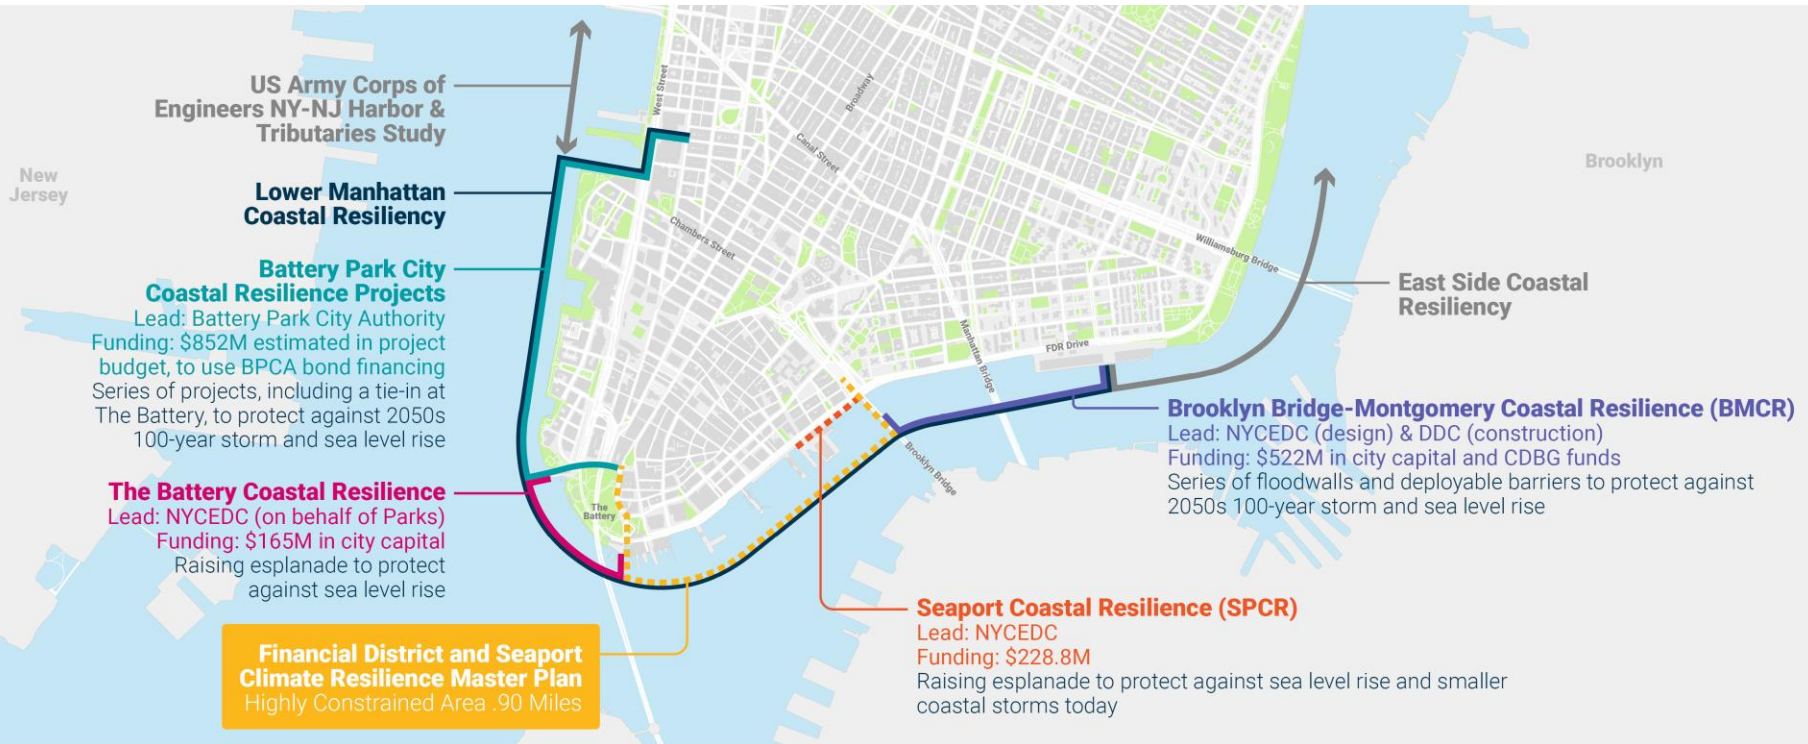 US Army Corps of
Engineers NY-NJ Harbor &
Tributaries Study
Lower Manhattan
Coastal Resiliency
Battery Park City
Coastal Resilience Projects
Lead: Battery Park City Authority
Funding: $852M estimated in project
budget, to use BPCA bond financing
Series of projects, including a tie-in at
The Battery, to protect against 2050s
100-year storm and sea level rise
The Battery Coastal Resilience
Lead: NYCEDC (on behalf of Parks)
Funding: $165M in city capital
Raising esplanade to protect
against sea level rise
Financial District and Seaport
Climate Resilience Master Plan
Highly Constrained Area .90 Miles
New
Jersey
West Street
Broadway
Canal Street
Chambers Street
The
Battery
Manhattan Bridge
Brooklyn Bridge
FDR Drive
Williamsburg Bridge
Brooklyn
East Side Coastal
Resiliency
Brooklyn Bridge-Montgomery Coastal Resilience (BMCR)
Lead: NYCEDC (design) & DDC (construction)
Funding: $522M in city capital and CDBG funds
Series of floodwalls and deployable barriers to protect against
2050s 100-year storm and sea level rise
Seaport Coastal Resilience (SPCR)
Lead: NYCEDC
Funding: $228.8M
Raising esplanade to protect against sea level rise and smaller
coastal storms today